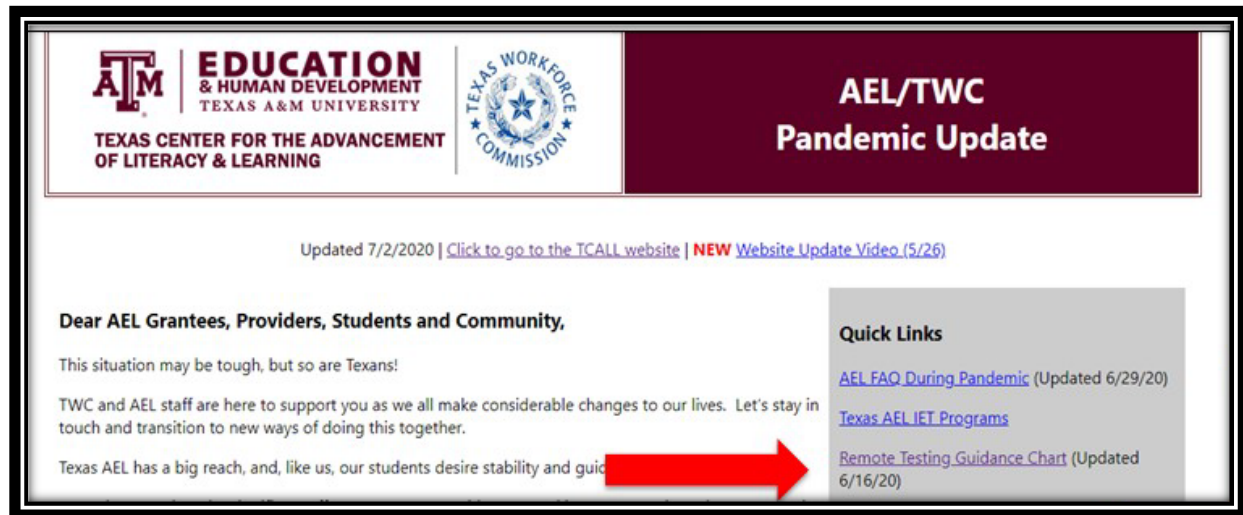 ATM
EDUCATION
& HUMAN DEVELOPMENT
TEXAS A&M UNIVERSITY
TEXAS CENTER FOR THE ADVANCEMENT
OF LITERACY & LEARNING
TEXAS WORKFORCE
COMMISSION
AEL/TWC
Pandemic Update
Updated 7/2/2020 | Click to go to the TCALL website | NEW Website Update Video (5/26)
Dear AEL Grantees, Providers, Students and Community,
This situation may be tough, but so are Texans!
TWC and AEL staff are here to support you as we all make considerable changes to our lives. Let's stay in
touch and transition to new ways of doing this together.
Texas AEL has a big reach, and, like us, our students desire stability and
Quick Links
AEL FAQ During Pandemic (Updated 6/29/20)
Texas AEL IET Programs
Remote Testing Guidance Chart (Updated
6/16/20)